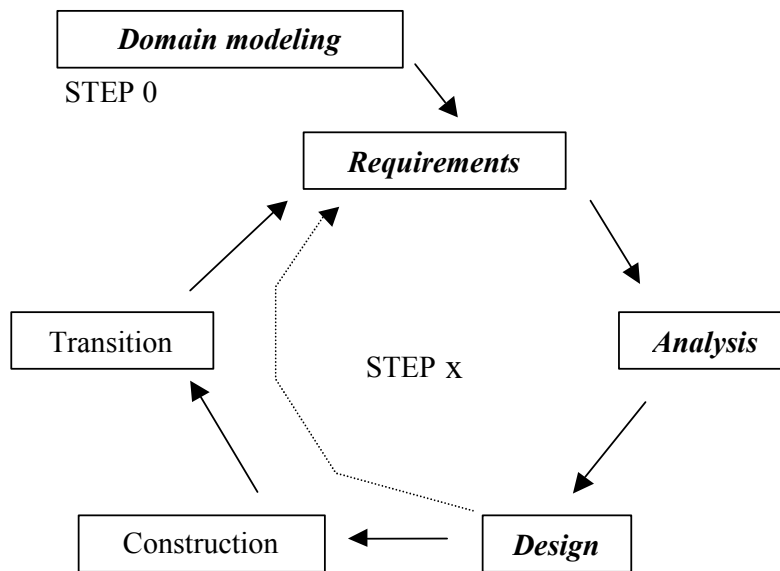 Domain modeling
STEP 0
Requirements
Transition
Analysis
STEP x
Construction
Design